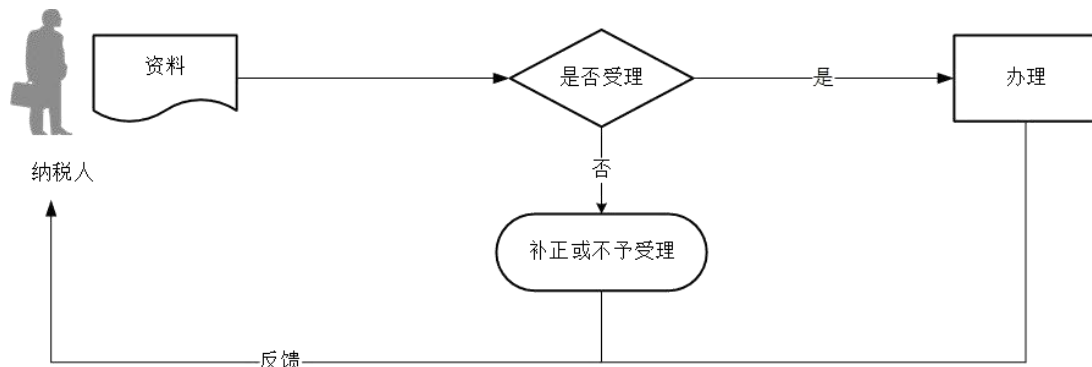 资料
是否受理
是
办理
纳税人
否
补正或不予受理
反馈